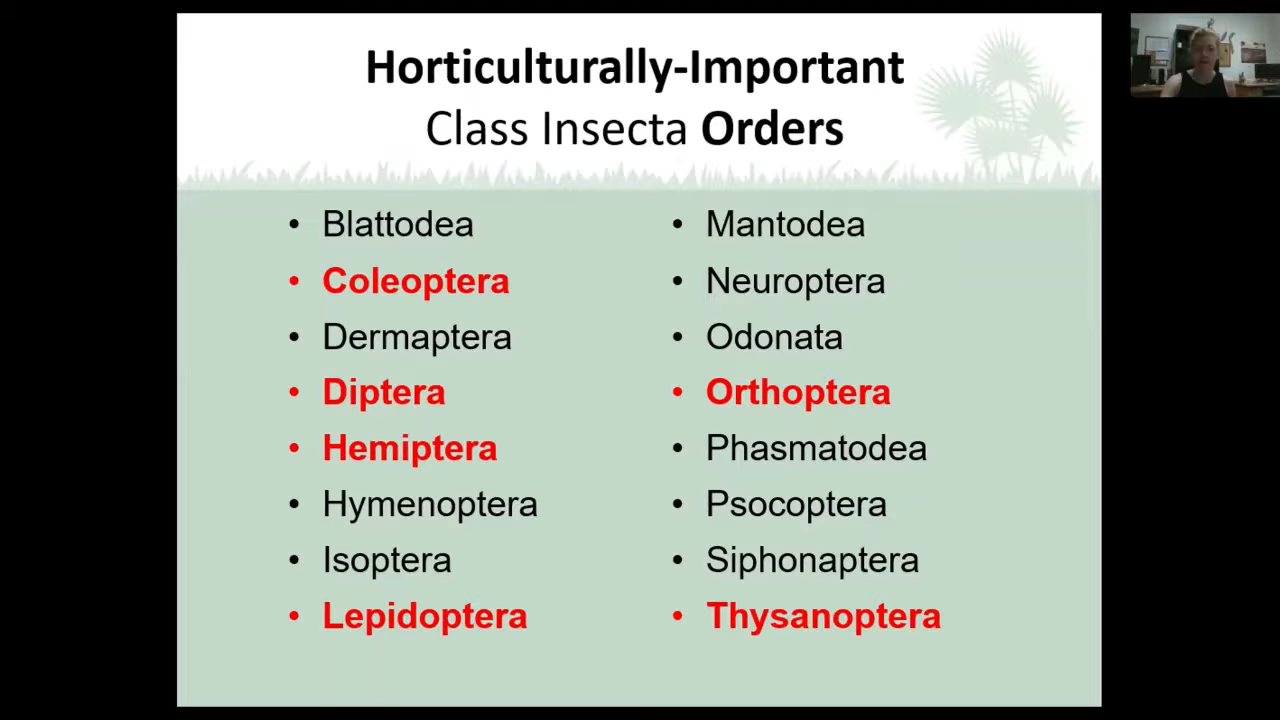 Horticulturally-Important
Class Insecta Orders
• Blattodea
• Coleoptera
• Dermaptera
• Diptera
• Hemiptera
• Hymenoptera
• Isoptera
• Lepidoptera
• Mantodea
• Neuroptera
• Odonata
• Orthoptera
• Phasmatodea
• Psocoptera
• Siphonaptera
• Thysanoptera